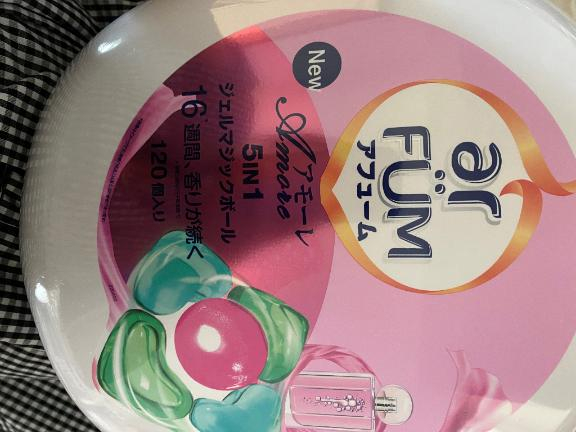 ar
FÜM
アフューム
New
Amore
アモーレ
5IN1
ジェルマジックボール
16週間、香りが続く
120個入り